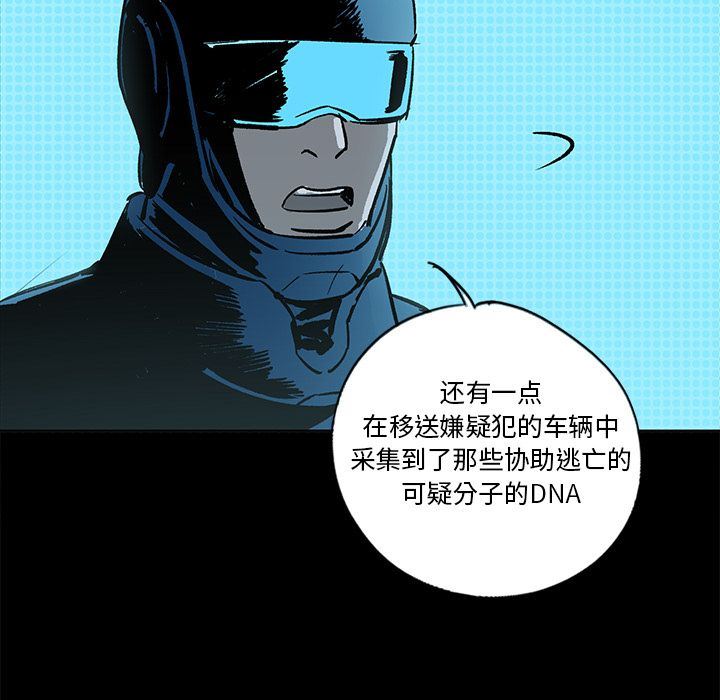 还有一点
在移送嫌疑犯的车辆中
采集到了那些协助逃亡的
可疑分子的DNA